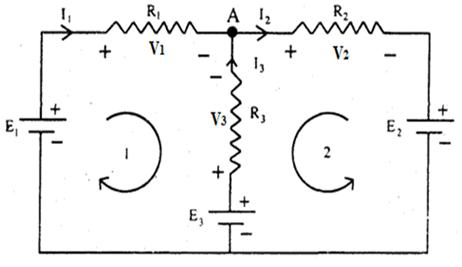 I₁ R₁ A I₂ R₂
+ V1 − − I₃ + V2 −
+ V3 R₃ +
E₁ − 1 2 E₂ −
+
E₃ +
−